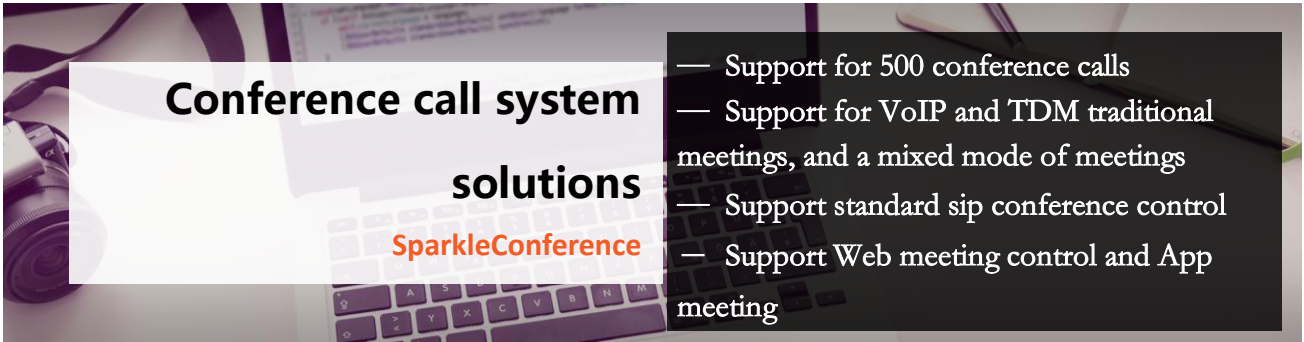 Conference call system
solutions
SparkleConference
— Support for 500 conference calls
— Support for VoIP and TDM traditional
meetings, and a mixed mode of meetings
— Support standard sip conference control
— Support Web meeting control and App
meeting